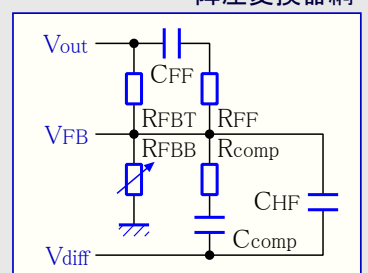 Vout
CFF
RFBT RFF
VFB
RFBB Rcomp
CHF
Ccomp
Vdiff